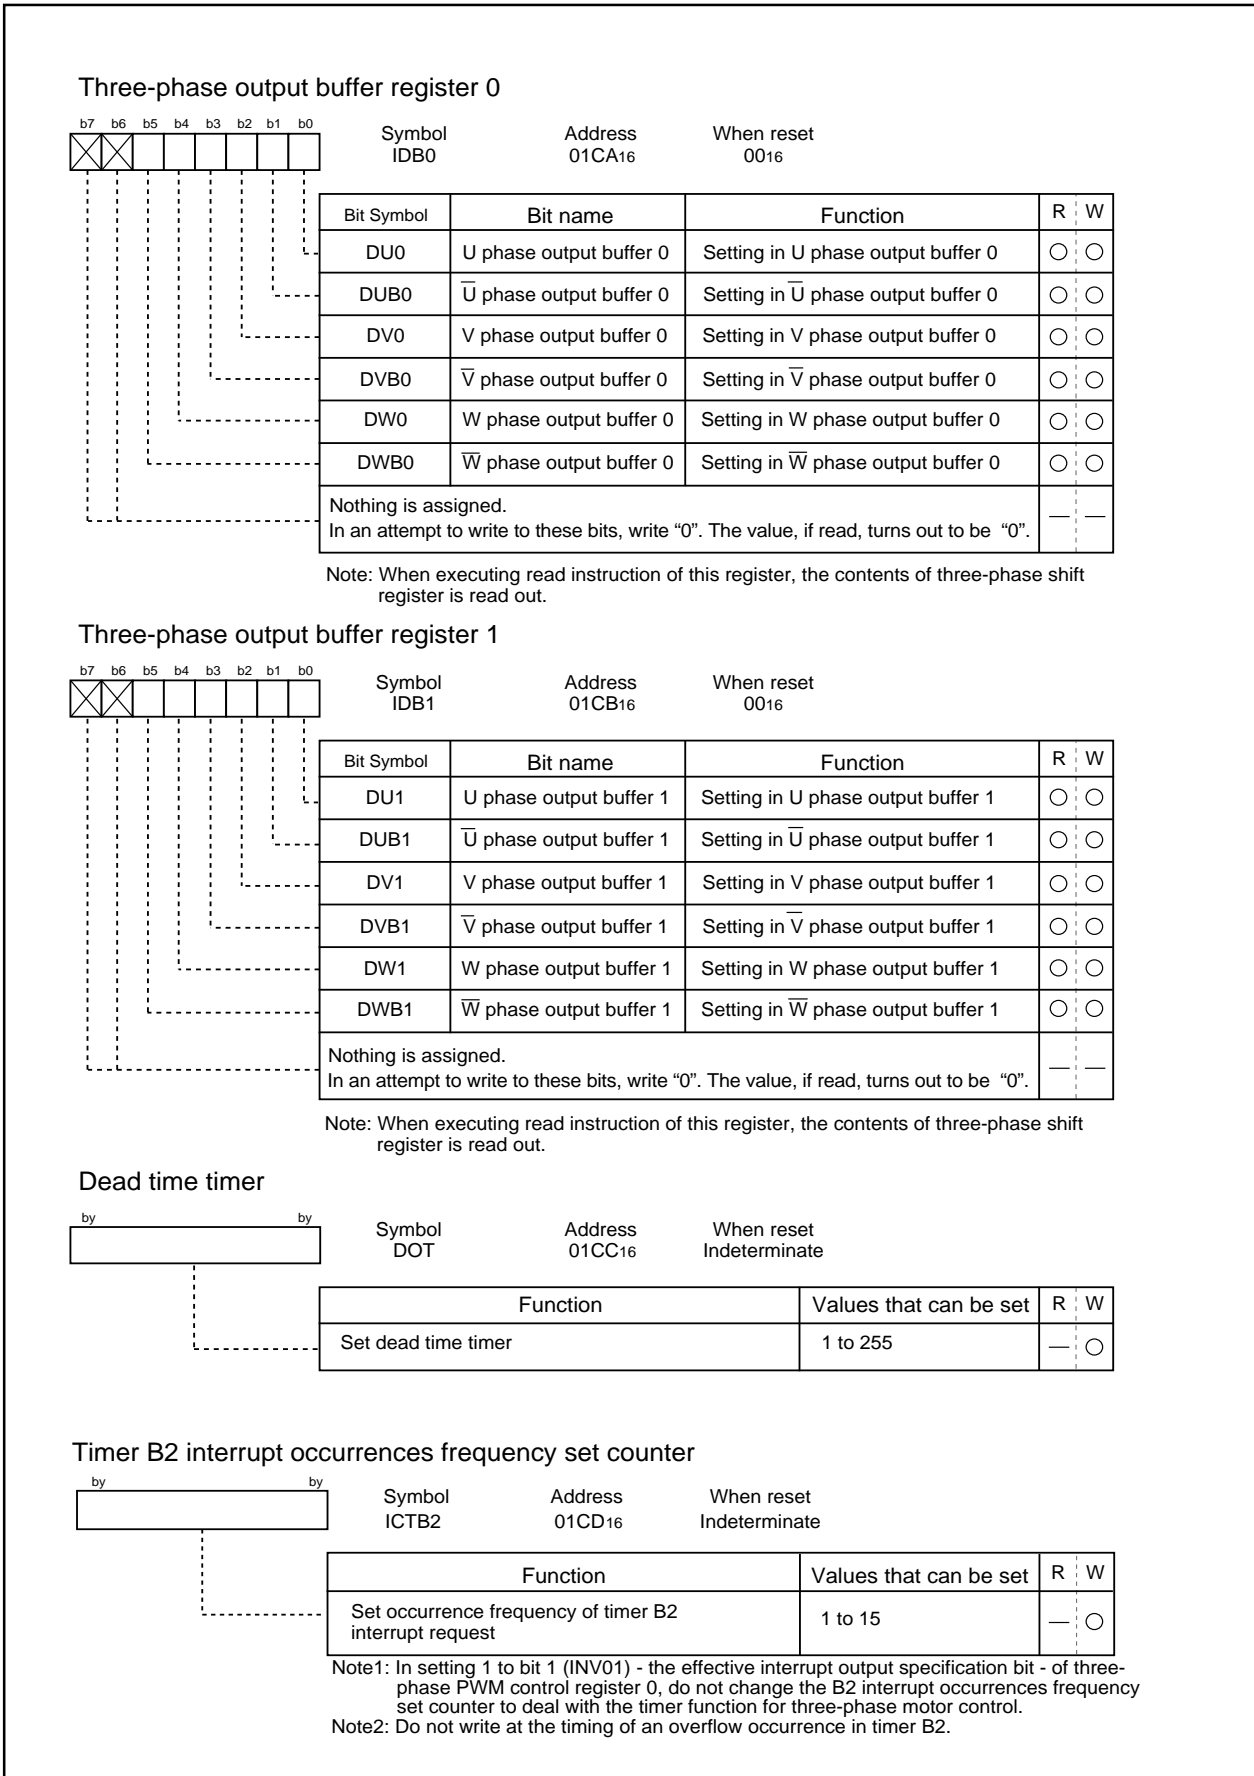 Three-phase output buffer register 0
b7 b6 b5 b4 b3 b2 b1 b0
Symbol Address When reset
IDB0 01CA16 0016
Bit Symbol Bit name Function R W
DU0 U phase output buffer 0 Setting in U phase output buffer 0
DUB0 U̅ phase output buffer 0 Setting in U̅ phase output buffer 0
DV0 V phase output buffer 0 Setting in V phase output buffer 0
DVB0 V̅ phase output buffer 0 Setting in V̅ phase output buffer 0
DW0 W phase output buffer 0 Setting in W phase output buffer 0
DWB0 W̅ phase output buffer 0 Setting in W̅ phase output buffer 0
Nothing is assigned.
In an attempt to write to these bits, write “0”. The value, if read, turns out to be “0”. — —
Note: When executing read instruction of this register, the contents of three-phase shift
register is read out.
Three-phase output buffer register 1
b7 b6 b5 b4 b3 b2 b1 b0
Symbol Address When reset
IDB1 01CB16 0016
Bit Symbol Bit name Function R W
DU1 U phase output buffer 1 Setting in U phase output buffer 1
DUB1 U̅ phase output buffer 1 Setting in U̅ phase output buffer 1
DV1 V phase output buffer 1 Setting in V phase output buffer 1
DVB1 V̅ phase output buffer 1 Setting in V̅ phase output buffer 1
DW1 W phase output buffer 1 Setting in W phase output buffer 1
DWB1 W̅ phase output buffer 1 Setting in W̅ phase output buffer 1
Nothing is assigned.
In an attempt to write to these bits, write “0”. The value, if read, turns out to be “0”. — —
Note: When executing read instruction of this register, the contents of three-phase shift
register is read out.
Dead time timer
by by
Symbol Address When reset
DOT 01CC16 Indeterminate
Function Values that can be set R W
Set dead time timer 1 to 255 —
Timer B2 interrupt occurrences frequency set counter
by by
Symbol Address When reset
ICTB2 01CD16 Indeterminate
Function Values that can be set R W
Set occurrence frequency of timer B2
interrupt request 1 to 15 —
Note1: In setting 1 to bit 1 (INV01) - the effective interrupt output specification bit - of three-
phase PWM control register 0, do not change the B2 interrupt occurrences frequency
set counter to deal with the timer function for three-phase motor control.
Note2: Do not write at the timing of an overflow occurrence in timer B2.